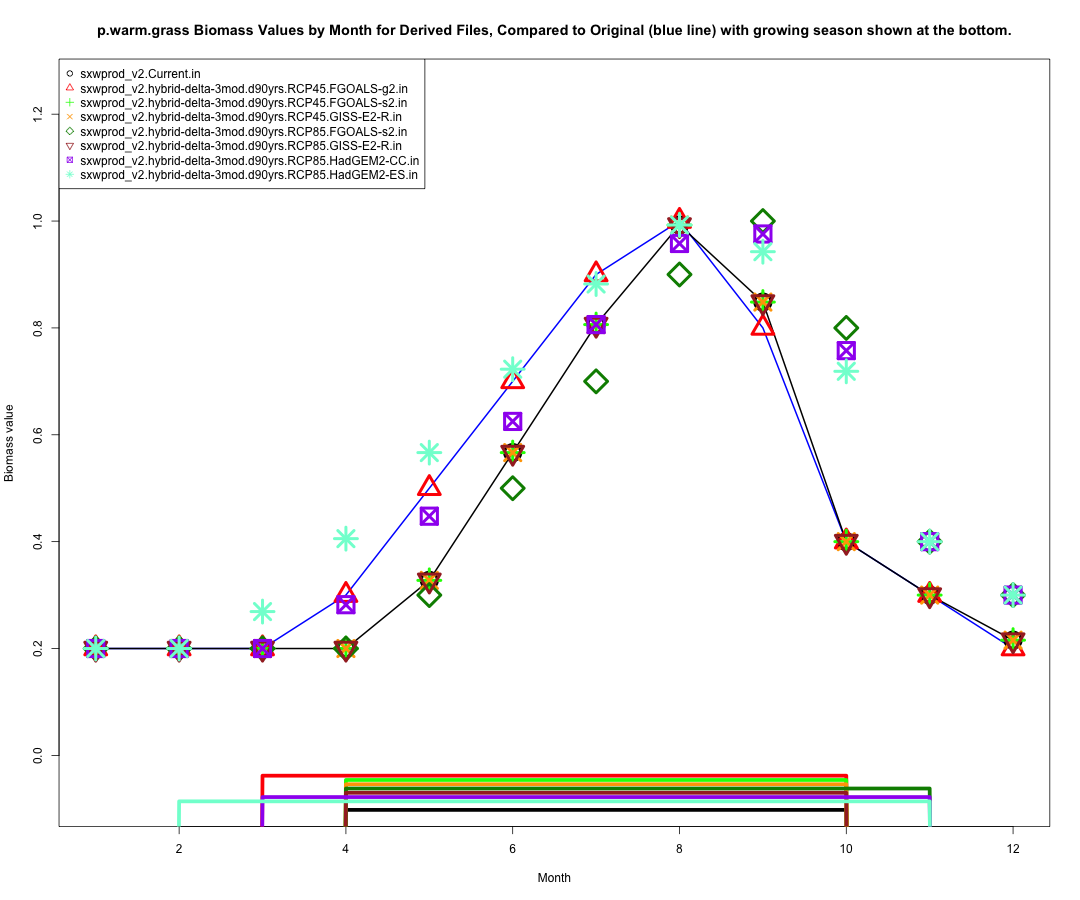 p.warm.grass Biomass Values by Month for Derived Files, Compared to Original (blue line) with growing season shown at the bottom.
sxwprod_v2.Current.in
sxwprod_v2.hybrid-delta-3mod.d90yrs.RCP45.FGOALS-g2.in
sxwprod_v2.hybrid-delta-3mod.d90yrs.RCP45.FGOALS-s2.in
sxwprod_v2.hybrid-delta-3mod.d90yrs.RCP45.GISS-E2-R.in
sxwprod_v2.hybrid-delta-3mod.d90yrs.RCP85.FGOALS-s2.in
sxwprod_v2.hybrid-delta-3mod.d90yrs.RCP85.GISS-E2-R.in
sxwprod_v2.hybrid-delta-3mod.d90yrs.RCP85.HadGEM2-CC.in
sxwprod_v2.hybrid-delta-3mod.d90yrs.RCP85.HadGEM2-ES.in
1.2
1.0
0.8
0.6
0.4
0.2
0.0
Biomass value
2 4 6 8 10 12
Month